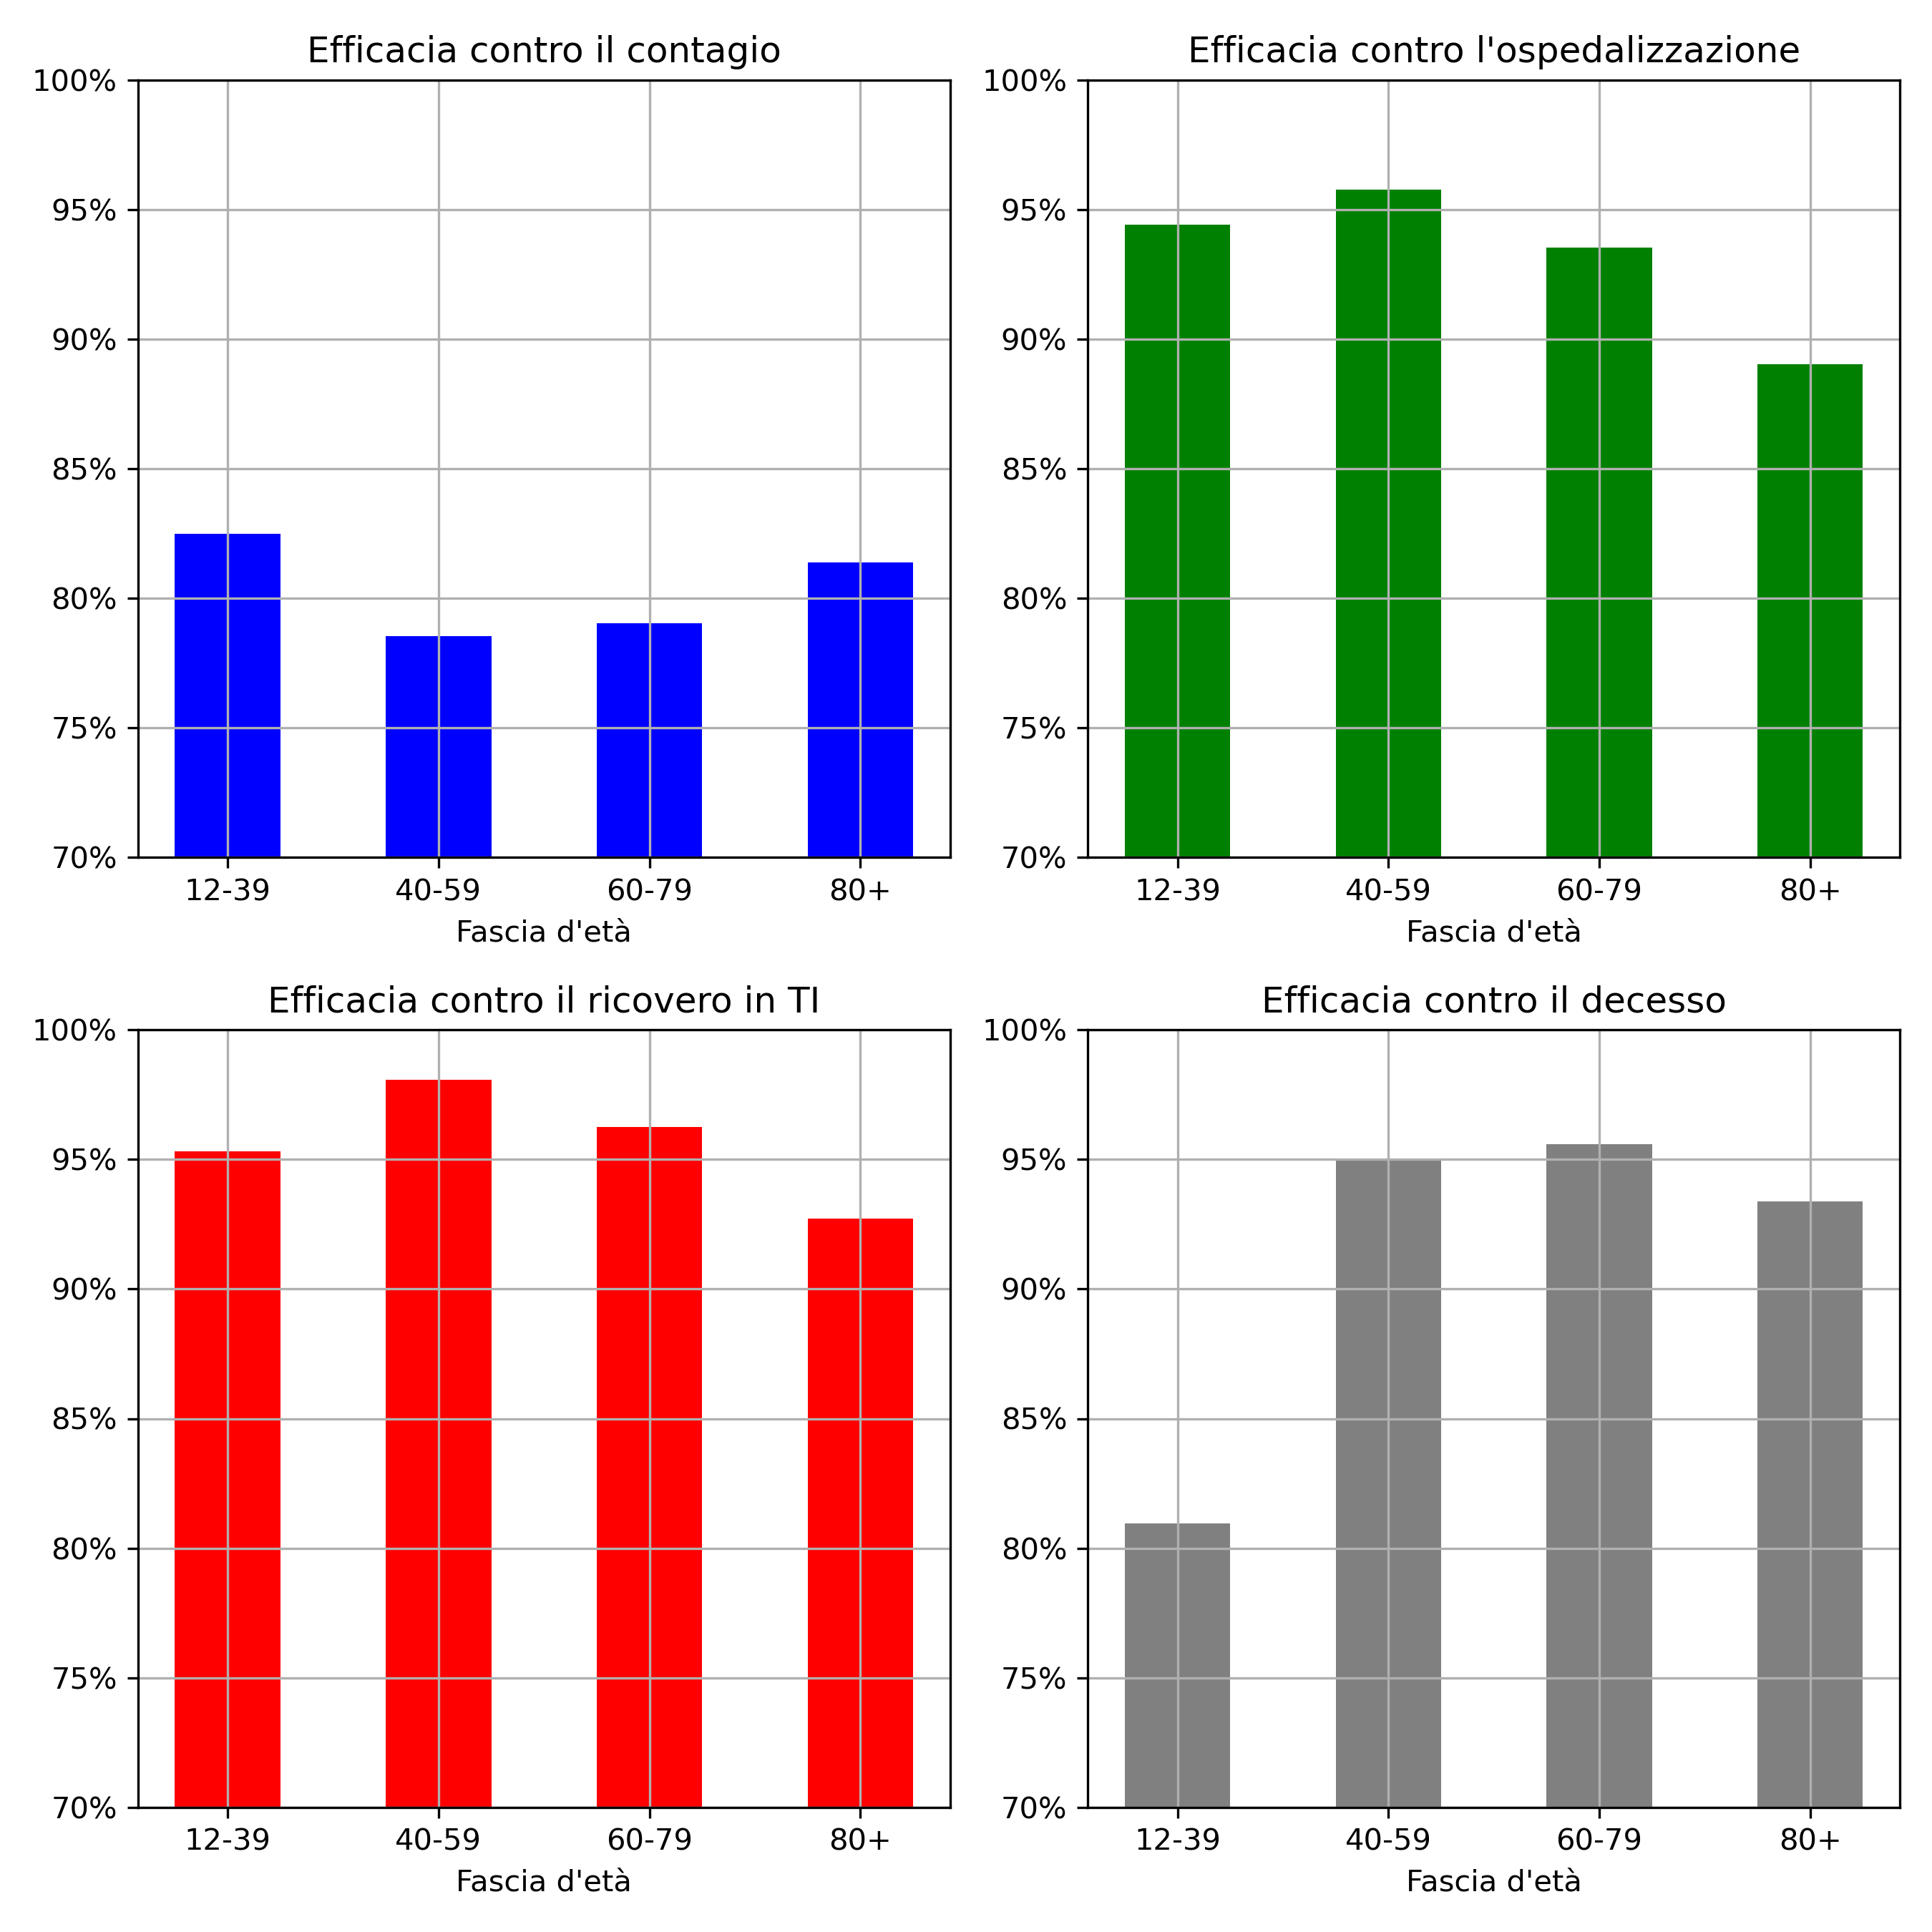 Efficacia contro il contagio
100%
95%
90%
85%
80%
75%
70%
12-39 40-59 60-79 80+
Fascia d'età
Efficacia contro l'ospedalizzazione
100%
95%
90%
85%
80%
75%
70%
12-39 40-59 60-79 80+
Fascia d'età
Efficacia contro il ricovero in TI
100%
95%
90%
85%
80%
75%
70%
12-39 40-59 60-79 80+
Fascia d'età
Efficacia contro il decesso
100%
95%
90%
85%
80%
75%
70%
12-39 40-59 60-79 80+
Fascia d'età